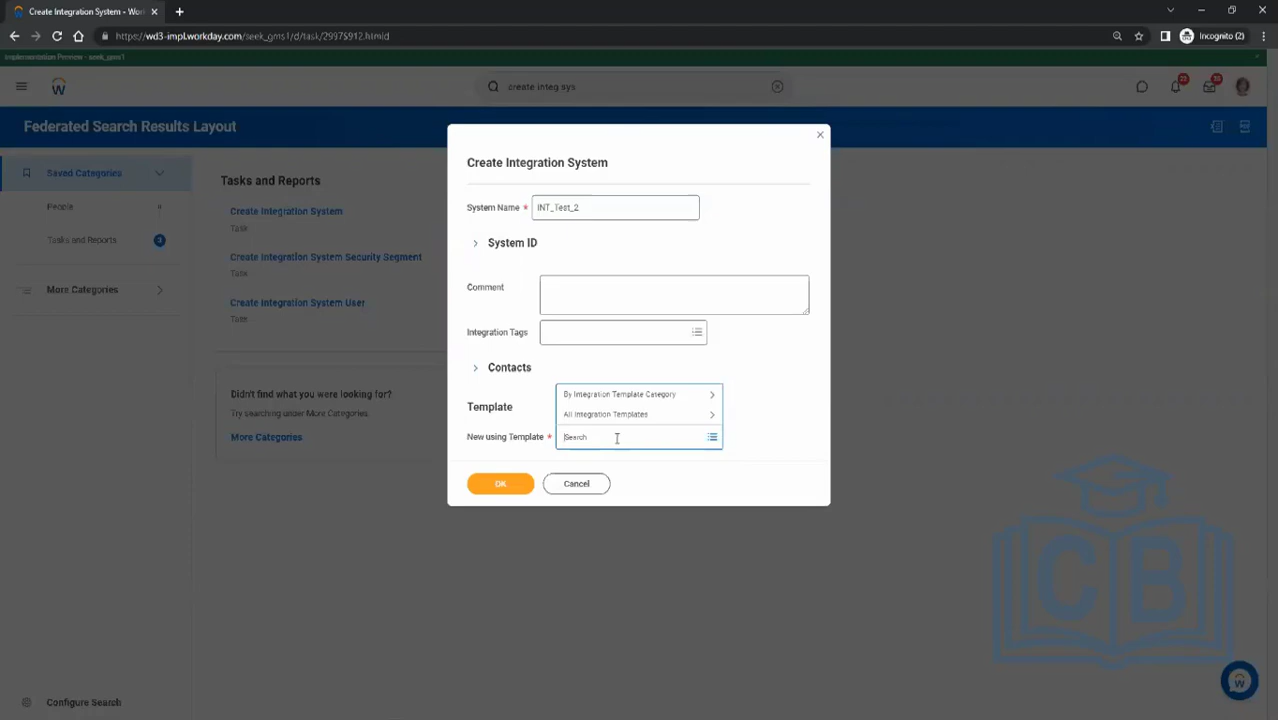 Create Integration System - Wor
https://wd3-impl.workday.com/seek_gms1/d/task/2997$912.htmld
Incognito (2)
Implementation Preview - seek_gms1
create integ sys
Federated Search Results Layout
Saved Categories
People
Tasks and Reports
3
More Categories
Tasks and Reports
Create Integration System
Task
Create Integration System Security Segment
Task
Create Integration System User
Task
Didn't find what you were looking for?
Try searching under More Categories.
More Categories
Create Integration System
System Name *
INT_Test_2
System ID
Comment
Integration Tags
Contacts
Template
By Integration Template Category
All Integration Templates
New using Template *
Search
OK
Cancel
CB
Configure Search